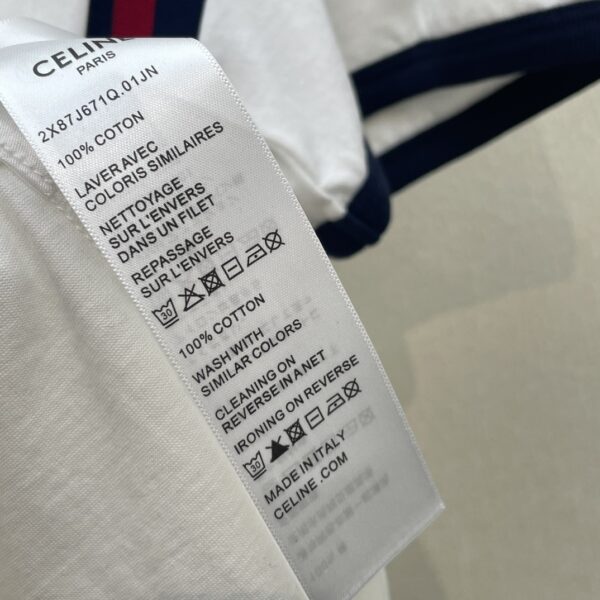 CELINE
PARIS
2X87J671Q.01JN
100% COTON
LAVER AVEC
COLORIS SIMILAIRES
NETTOYAGE
SUR L'ENVERS
DANS UN FILET
REPASSAGE
SUR L'ENVERS
30
100% COTTON
WASH WITH
SIMILAR COLORS
CLEANING ON
REVERSE IN A NET
IRONING ON REVERSE
30
MADE IN ITALY
CELINE .COM